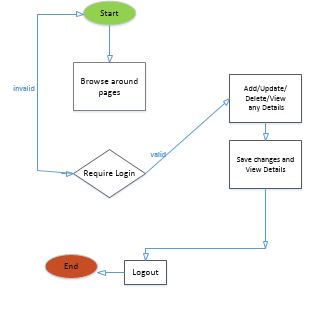 Start
invalid
Browse around
pages
Add/Update/
Delete/View
any Details
valid
Require Login
Save changes and
View Details
End
Logout